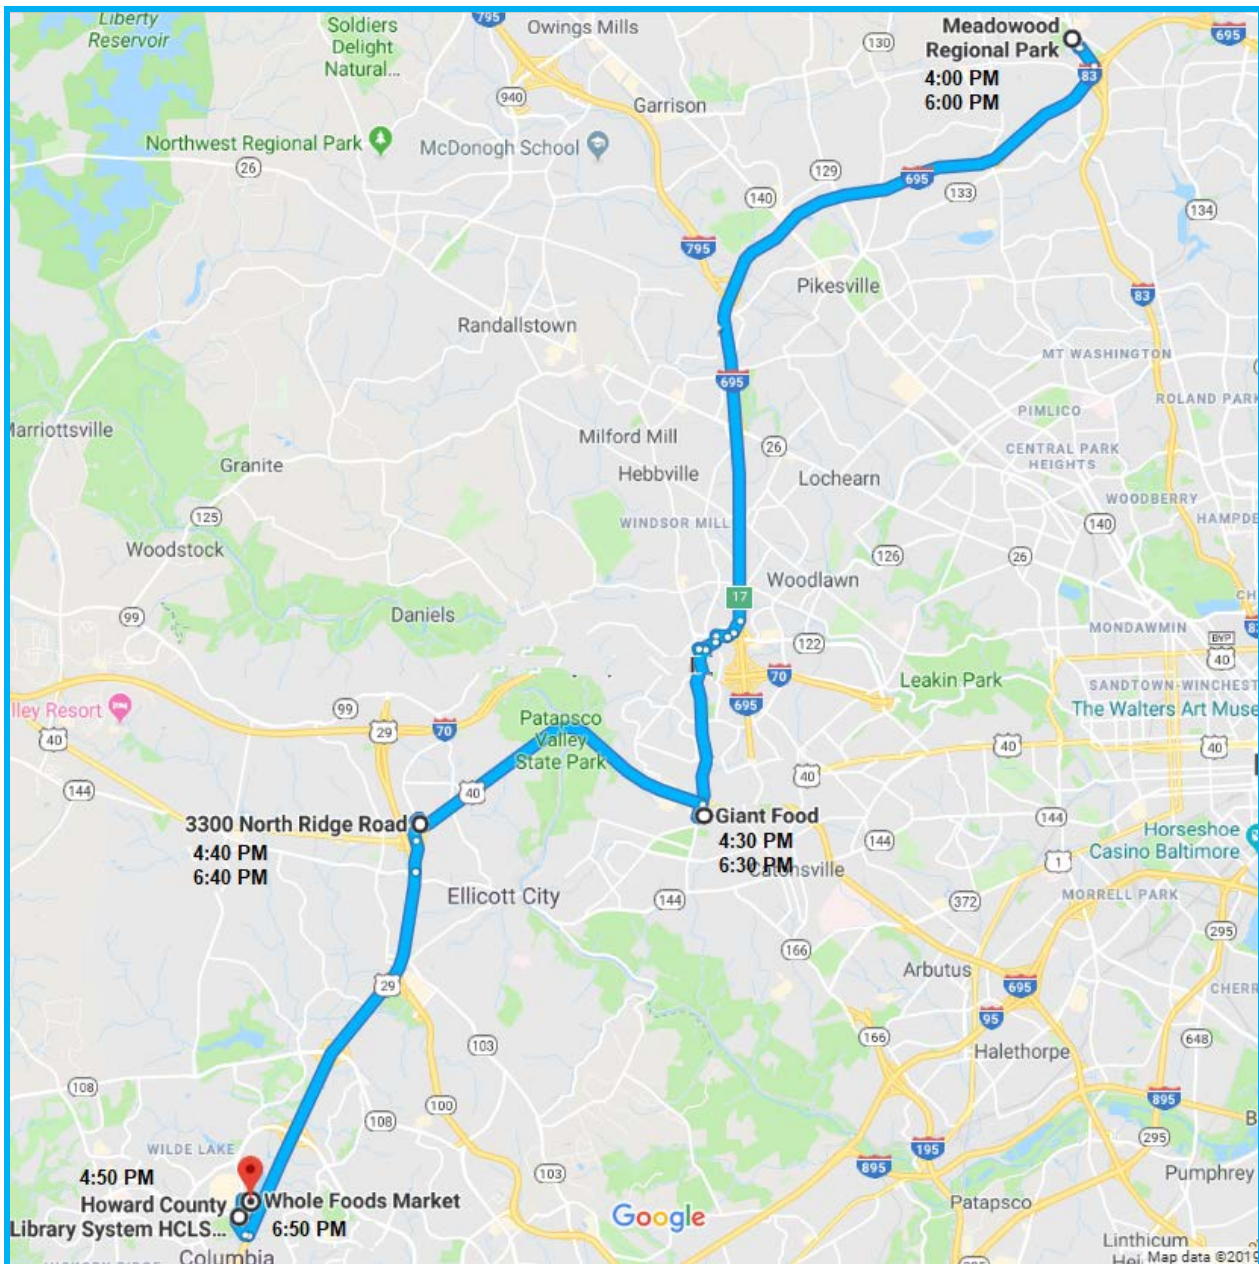 Liberty
Reservoir
Soldiers
Delight
Natural...
795
Owings Mills
Meadowood
Regional Park
4:00 PM
6:00 PM
130
695
83
940
Garrison
Northwest Regional Park
McDonogh School
26
129
140
695
133
134
795
Pikesville
83
Randallstown
MT WASHINGTON
695
ROLAND PARK
PIMLICO
Marriottsville
Milford Mill
26
CENTRAL PARK
HEIGHTS
Granite
Hebbville
Lochearn
WOODBERRY
125
WINDSOR MILL
140
HAMPDE
Woodstock
126
26
Woodlawn
17
99
Daniels
MONDAWMIN
122
BYP
40
70
Leakin Park
SANDTOWN-WINCHEST
lley Resort
99
695
The Walters Art Muse
40
29
70
Patapsco
Valley
State Park
40
40
40
144
40
3300 North Ridge Road
4:40 PM
6:40 PM
Giant Food
4:30 PM
6:30 PM
Catonsville
144
144
Horseshoe
Casino Baltimore
1
Ellicott City
144
372
MORRELL PARK
166
295
Arbutus
29
695
CHERR
95
103
166
Halethorpe
648
108
100
895
108
295
WILDE LAKE
195
4:50 PM
103
895
Pumphrey
Howard County
Library System HCLS...
Whole Foods Market
6:50 PM
Google
Patapsco
Columbia
Linthicum
Map data ©2019